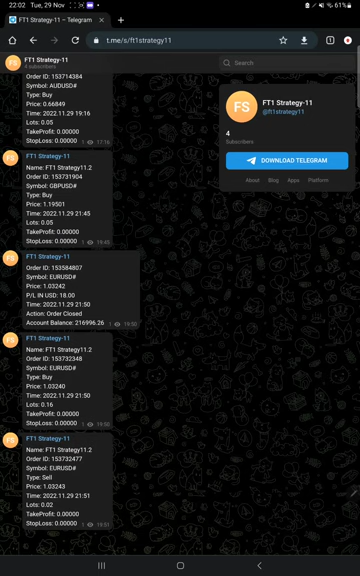 22:02 Tue, 29 Nov
61%
FT1 Strategy-11 – Telegram
t.me/s/ft1strategy11
FT1 Strategy-11
4 subscribers
Search
Order ID: 153714384
Symbol: AUDUSD#
Type: Buy
Price: 0.66849
Time: 2022.11.29 19:16
Lots: 0.05
TakeProfit: 0.00000
StopLoss: 0.00000 1 17:16
FS
FT1 Strategy-11
@ft1strategy11
4
Subscribers
DOWNLOAD TELEGRAM
About Blog Apps Platform
FT1 Strategy-11
Name: FT1 Strategy11.2
Order ID: 153731904
Symbol: GBPUSD#
Type: Buy
Price: 1.19501
Time: 2022.11.29 21:45
Lots: 0.05
TakeProfit: 0.00000
StopLoss: 0.00000 1 19:45
FT1 Strategy-11
Order ID: 153584807
Symbol: EURUSD#
Price: 1.03242
P/L IN USD: 18.00
Time: 2022.11.29 21:50
Action: Order Closed
Account Balance: 216996.26 1 19:50
FT1 Strategy-11
Name: FT1 Strategy11.2
Order ID: 153732348
Symbol: EURUSD#
Type: Buy
Price: 1.03240
Time: 2022.11.29 21:50
Lots: 0.16
TakeProfit: 0.00000
StopLoss: 0.00000 1 19:50
FT1 Strategy-11
Name: FT1 Strategy11.2
Order ID: 153732477
Symbol: EURUSD#
Type: Sell
Price: 1.03243
Time: 2022.11.29 21:51
Lots: 0.02
TakeProfit: 0.00000
StopLoss: 0.00000 1 19:51